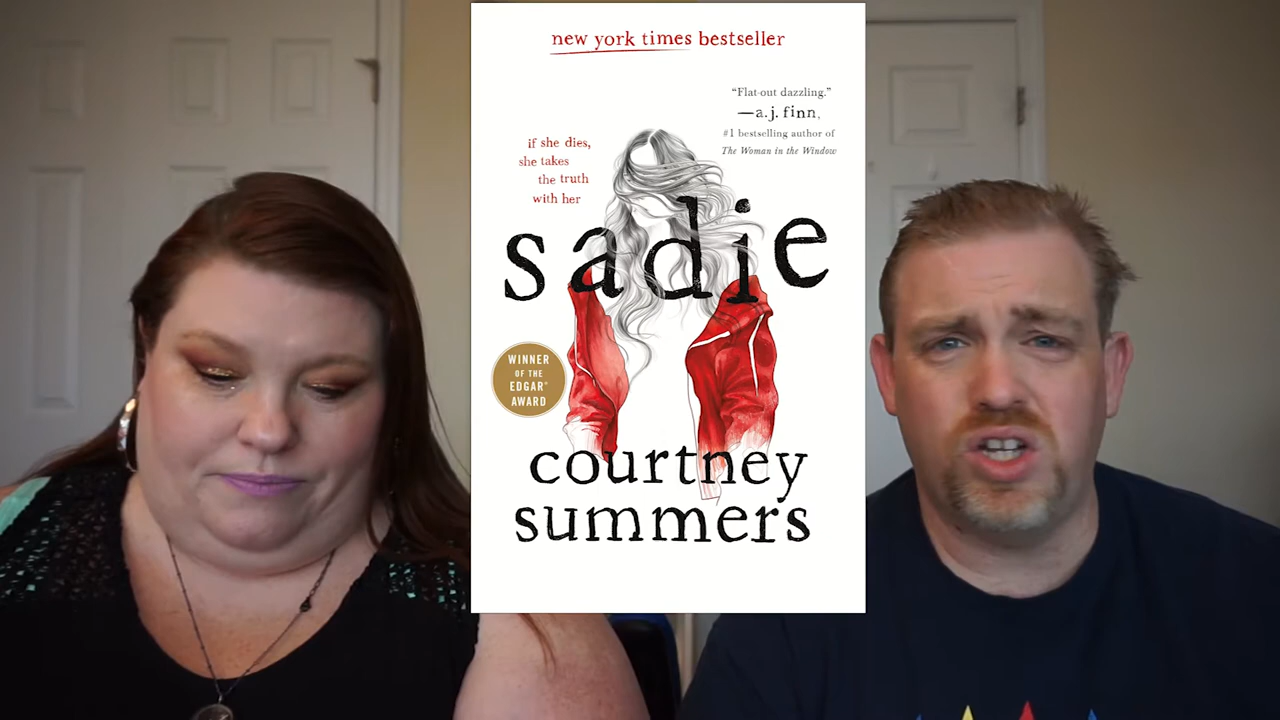 new york times bestseller
“Flat-out dazzling.”
—a.j. finn,
#1 bestselling author of
The Woman in the Window
if she dies,
she takes
the truth
with her
sadie
WINNER
OF THE
EDGAR®
AWARD
courtney
summers